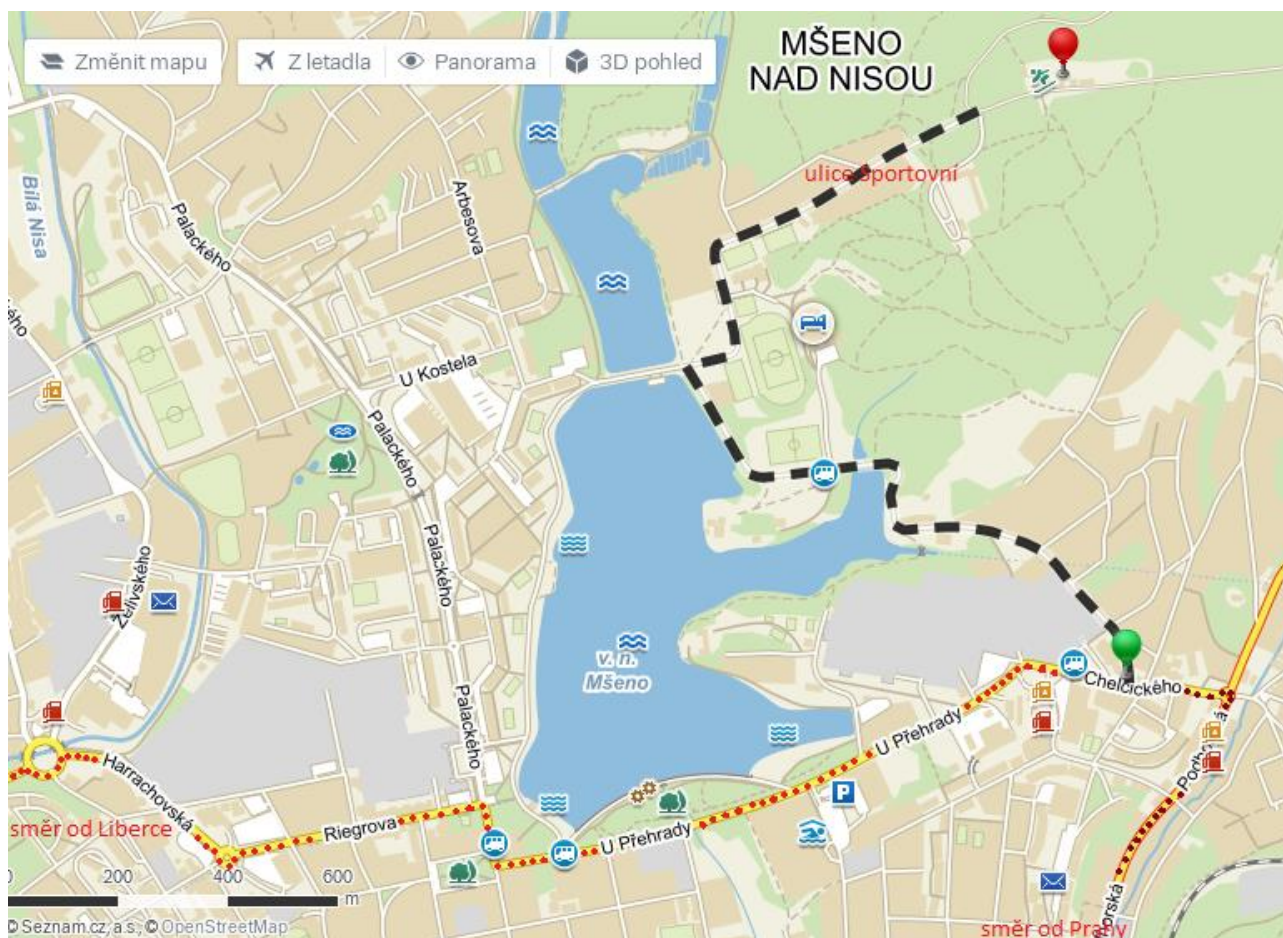 Změnit mapu
Z letadla
Panorama
3D pohled
MŠENO
NAD NISOU
Bílá Nisa
Palackého
Arbesova
ulice Sportovní
U Kostela
Palackého
Palackého
Želivského
v. n.
Mšeno
Palackého
Chelčického
U Přehrady
Harrachovská
směr od Liberce
Riegrova
U Přehrady
P
0 200 400 600
m
© Seznam.cz, a.s., © OpenStreetMap
směr od Prahy